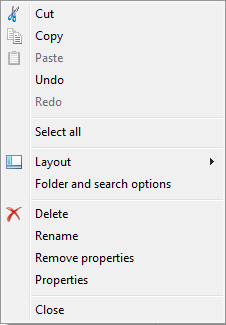 Cut
Copy
Paste
Undo
Redo
Select all
Layout
Folder and search options
Delete
Rename
Remove properties
Properties
Close